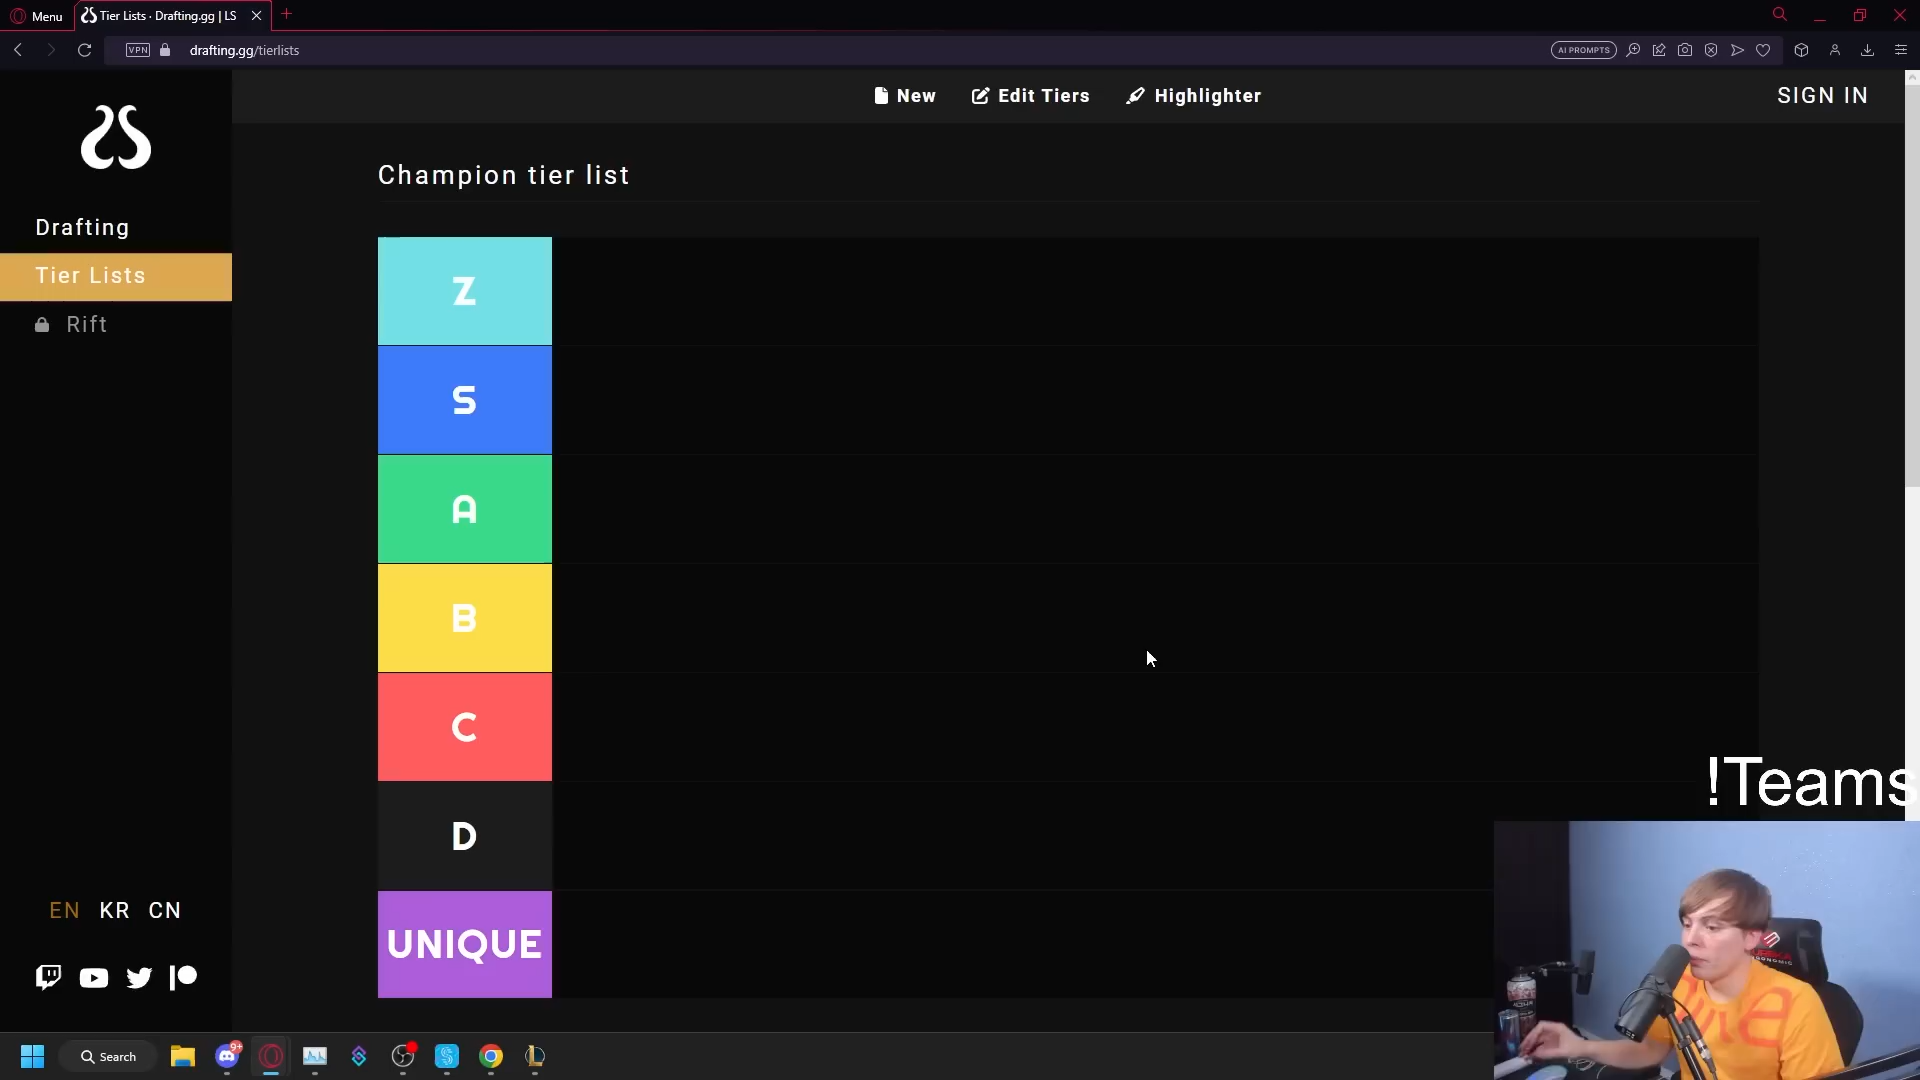 Menu
Tier Lists · Drafting.gg | LS
VPN
drafting.gg/tierlists
AI PROMPTS
New
Edit Tiers
Highlighter
SIGN IN
Drafting
Tier Lists
Rift
Champion tier list
Z
S
A
B
C
D
UNIQUE
!Teams
EN KR CN
Search
9+